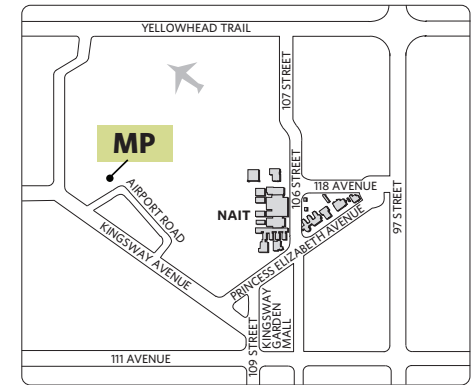 YELLOWHEAD TRAIL
107 STREET
MP
AIRPORT ROAD
106 STREET
118 AVENUE
NAIT
97 STREET
KINGSWAY AVENUE
PRINCESS ELIZABETH AVENUE
KINGSWAY
GARDEN
MALL
109 STREET
111 AVENUE